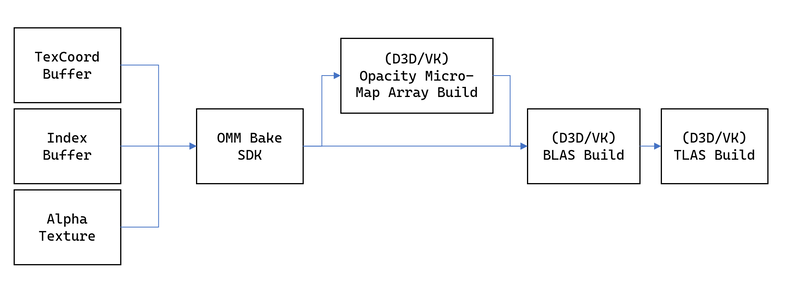 TexCoord
Buffer
Index
Buffer
Alpha
Texture
OMM Bake
SDK
(D3D/VK)
Opacity Micro-
Map Array Build
(D3D/VK)
BLAS Build
(D3D/VK)
TLAS Build